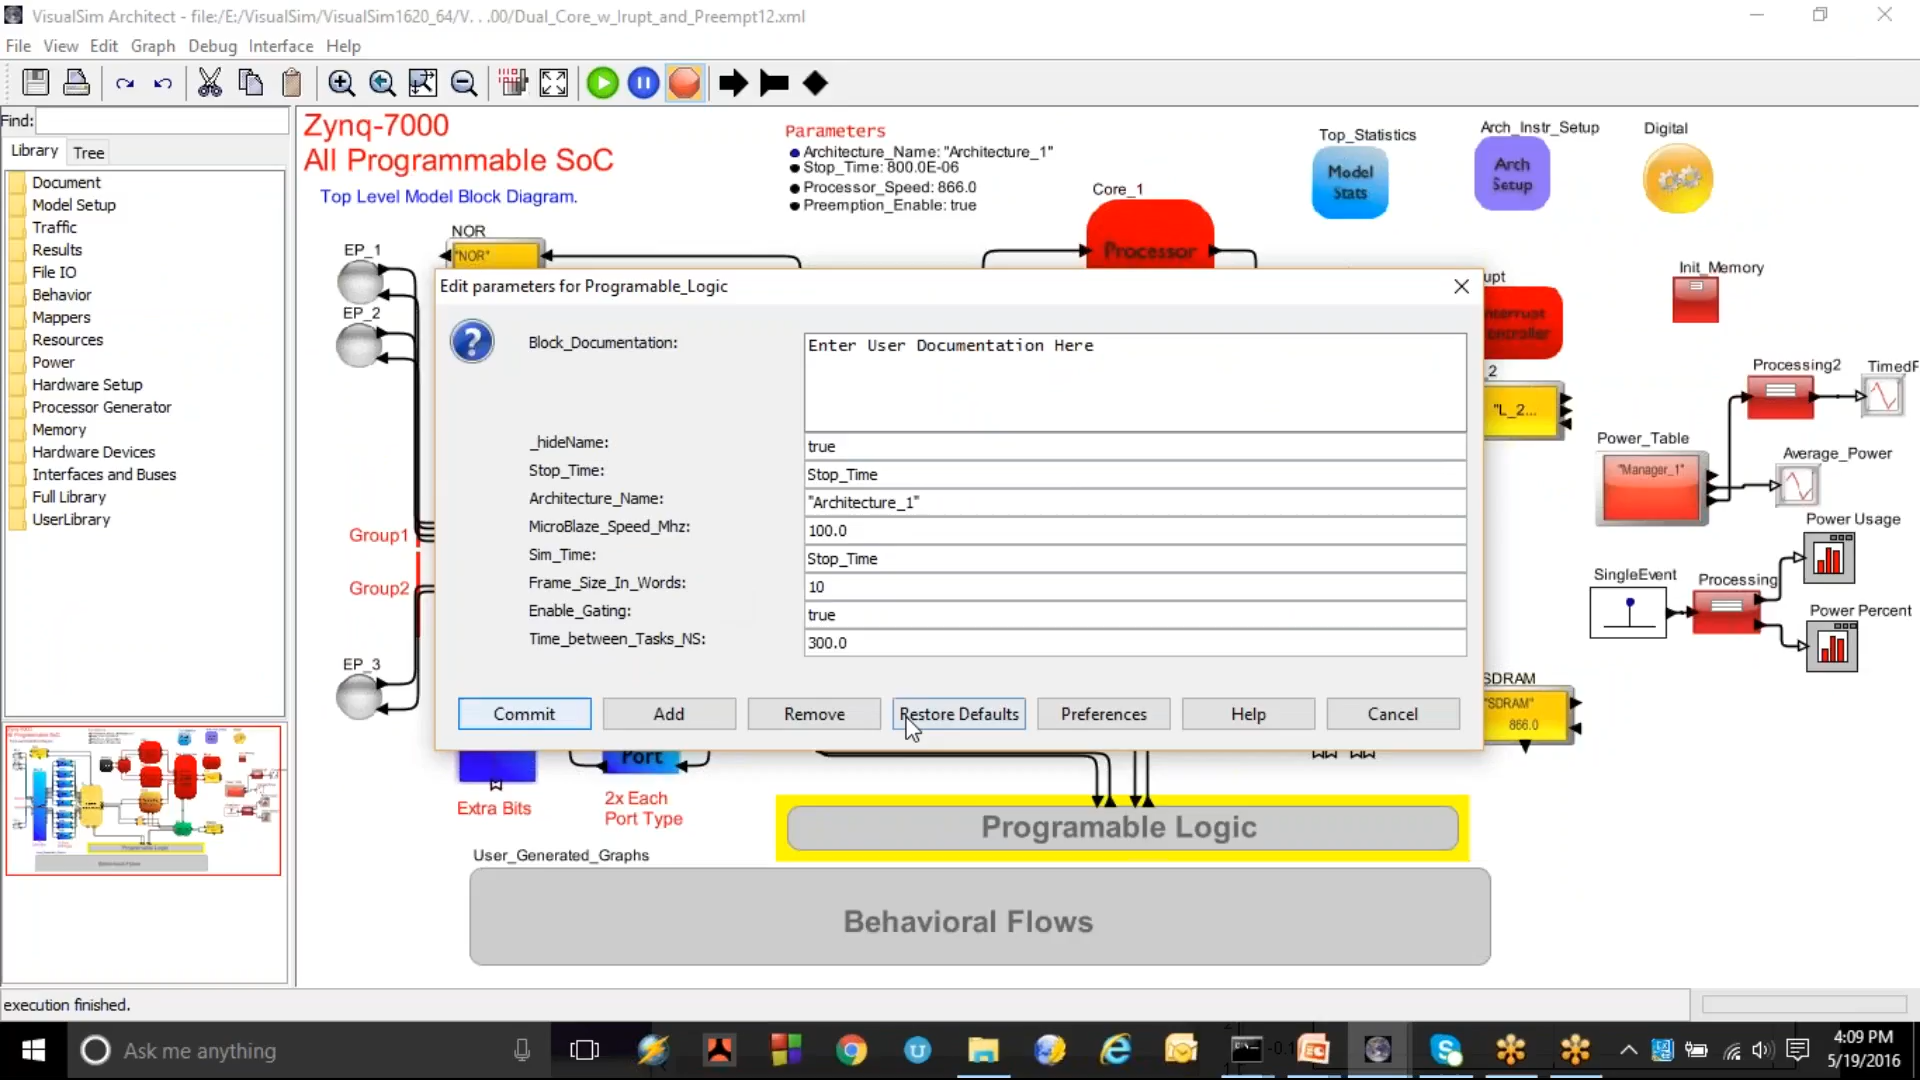 VisualSim Architect - file:/E:/VisualSim/VisualSim1620_64/V. . .00/Dual_Core_w_Irupt_and_Preempt12.xml
File View Edit Graph Debug Interface Help
Find:
Library Tree
Document
Model Setup
Traffic
Results
File IO
Behavior
Mappers
Resources
Power
Hardware Setup
Processor Generator
Memory
Hardware Devices
Interfaces and Buses
Full Library
UserLibrary
Zynq-7000
All Programmable SoC
Top Level Model Block Diagram.
Parameters
Architecture_Name: "Architecture_1"
Stop_Time: 800.0E-06
Processor_Speed: 866.0
Preemption_Enable: true
Top_Statistics
Model
Stats
Arch_Instr_Setup
Arch
Setup
Digital
Core_1
Processor
NOR
"NOR"
EP_1
EP_2
Init_Memory
upt
_2
"L_2...
Processing2
Power_Table
"Manager_1"
Average_Power
Power Usage
SingleEvent
Processing
Power Percent
Group1
Group2
EP_3
SDRAM
"SDRAM"
866.0
Edit parameters for Programable_Logic
Block_Documentation: Enter User Documentation Here
_hideName: true
Stop_Time: Stop_Time
Architecture_Name: "Architecture_1"
MicroBlaze_Speed_Mhz: 100.0
Sim_Time: Stop_Time
Frame_Size_In_Words: 10
Enable_Gating: true
Time_between_Tasks_NS: 300.0
Commit Add Remove Restore Defaults Preferences Help Cancel
Port
Extra Bits
2x Each
Port Type
Programable Logic
User_Generated_Graphs
Behavioral Flows
execution finished.
Ask me anything
4:09 PM
5/19/2016